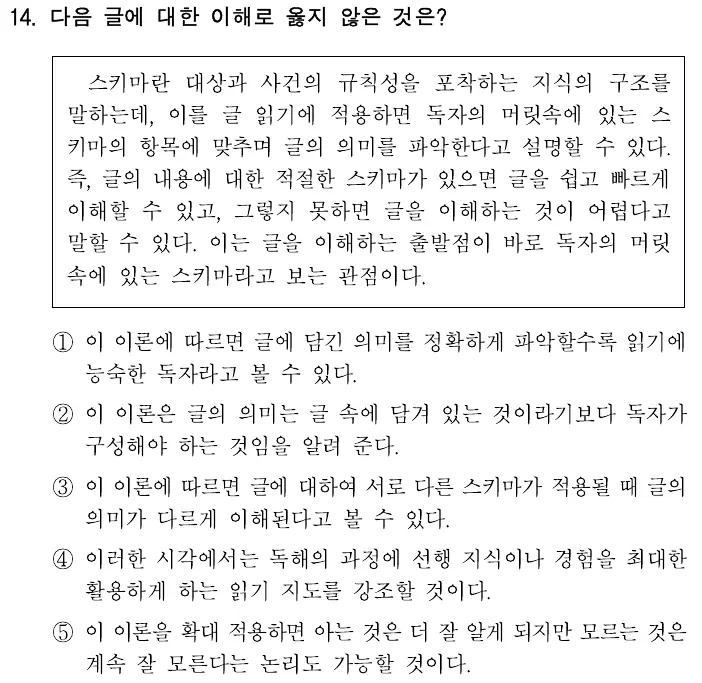 14. 다음 글에 대한 이해로 옳지 않은 것은?
스키마란 대상과 사건의 규칙성을 포착하는 지식의 구조를
말하는데, 이를 글 읽기에 적용하면 독자의 머릿속에 있는 스
키마의 항목에 맞추며 글의 의미를 파악한다고 설명할 수 있다.
즉, 글의 내용에 대한 적절한 스키마가 있으면 글을 쉽고 빠르게
이해할 수 있고, 그렇지 못하면 글을 이해하는 것이 어렵다고
말할 수 있다. 이는 글을 이해하는 출발점이 바로 독자의 머릿
속에 있는 스키마라고 보는 관점이다.
① 이 이론에 따르면 글에 담긴 의미를 정확하게 파악할수록 읽기에
능숙한 독자라고 볼 수 있다.
② 이 이론은 글의 의미는 글 속에 담겨 있는 것이라기보다 독자가
구성해야 하는 것임을 알려 준다.
③ 이 이론에 따르면 글에 대하여 서로 다른 스키마가 적용될 때 글의
의미가 다르게 이해된다고 볼 수 있다.
④ 이러한 시각에서는 독해의 과정에 선행 지식이나 경험을 최대한
활용하게 하는 읽기 지도를 강조할 것이다.
⑤ 이 이론을 확대 적용하면 아는 것은 더 잘 알게 되지만 모르는 것은
계속 잘 모른다는 논리도 가능할 것이다.